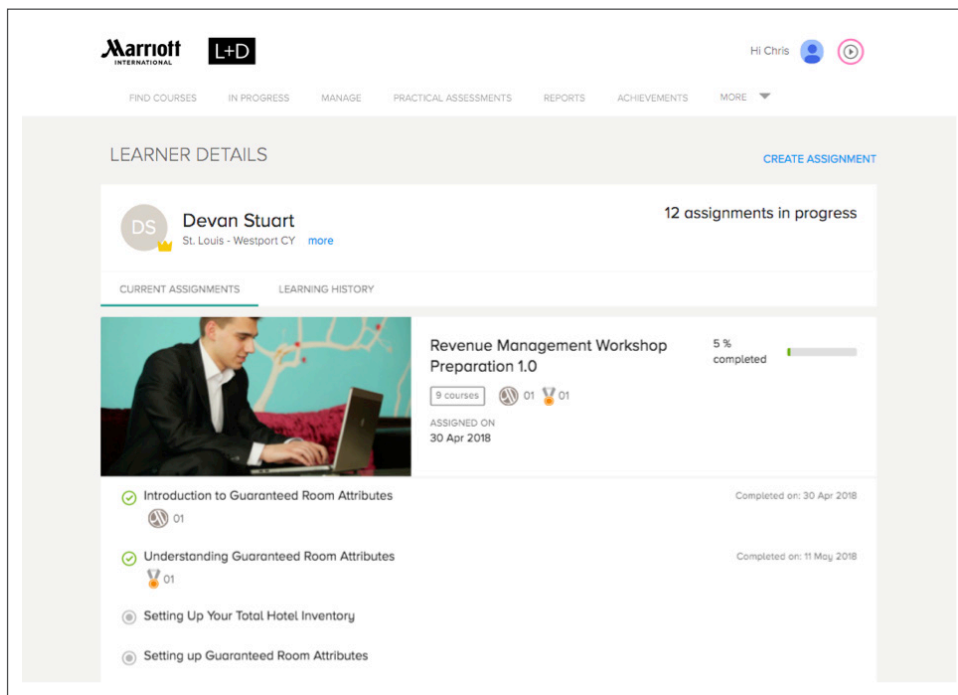 Marriott
INTERNATIONAL
L+D
Hi Chris
FIND COURSES IN PROGRESS MANAGE PRACTICAL ASSESSMENTS REPORTS ACHIEVEMENTS MORE
LEARNER DETAILS
CREATE ASSIGNMENT
DS
Devan Stuart
St. Louis - Westport CY more
12 assignments in progress
CURRENT ASSIGNMENTS LEARNING HISTORY
Revenue Management Workshop
Preparation 1.0
5 %
completed
9 courses 01 01
ASSIGNED ON
30 Apr 2018
Introduction to Guaranteed Room Attributes
Completed on: 30 Apr 2018
01
Understanding Guaranteed Room Attributes
Completed on: 11 May 2018
01
Setting Up Your Total Hotel Inventory
Setting up Guaranteed Room Attributes